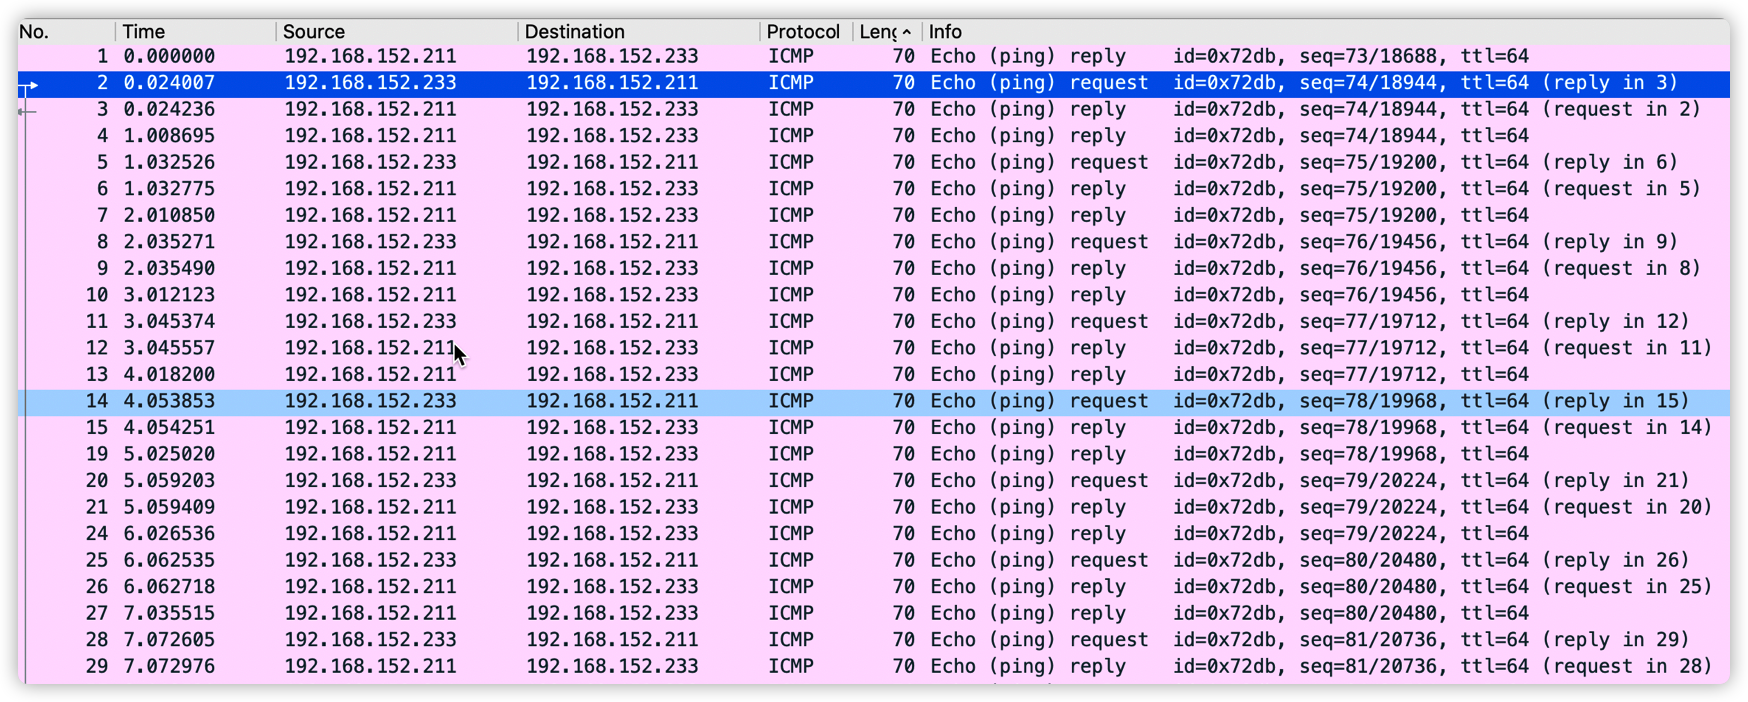 No. Time Source Destination Protocol Leng Info
1 0.000000 192.168.152.211 192.168.152.233 ICMP 70 Echo (ping) reply id=0x72db, seq=73/18688, ttl=64
2 0.024007 192.168.152.233 192.168.152.211 ICMP 70 Echo (ping) request id=0x72db, seq=74/18944, ttl=64 (reply in 3)
3 0.024236 192.168.152.211 192.168.152.233 ICMP 70 Echo (ping) reply id=0x72db, seq=74/18944, ttl=64 (request in 2)
4 1.008695 192.168.152.211 192.168.152.233 ICMP 70 Echo (ping) reply id=0x72db, seq=74/18944, ttl=64
5 1.032526 192.168.152.233 192.168.152.211 ICMP 70 Echo (ping) request id=0x72db, seq=75/19200, ttl=64 (reply in 6)
6 1.032775 192.168.152.211 192.168.152.233 ICMP 70 Echo (ping) reply id=0x72db, seq=75/19200, ttl=64 (request in 5)
7 2.010850 192.168.152.211 192.168.152.233 ICMP 70 Echo (ping) reply id=0x72db, seq=75/19200, ttl=64
8 2.035271 192.168.152.233 192.168.152.211 ICMP 70 Echo (ping) request id=0x72db, seq=76/19456, ttl=64 (reply in 9)
9 2.035490 192.168.152.211 192.168.152.233 ICMP 70 Echo (ping) reply id=0x72db, seq=76/19456, ttl=64 (request in 8)
10 3.012123 192.168.152.211 192.168.152.233 ICMP 70 Echo (ping) reply id=0x72db, seq=76/19456, ttl=64
11 3.045374 192.168.152.233 192.168.152.211 ICMP 70 Echo (ping) request id=0x72db, seq=77/19712, ttl=64 (reply in 12)
12 3.045557 192.168.152.211 192.168.152.233 ICMP 70 Echo (ping) reply id=0x72db, seq=77/19712, ttl=64 (request in 11)
13 4.018200 192.168.152.211 192.168.152.233 ICMP 70 Echo (ping) reply id=0x72db, seq=77/19712, ttl=64
14 4.053853 192.168.152.233 192.168.152.211 ICMP 70 Echo (ping) request id=0x72db, seq=78/19968, ttl=64 (reply in 15)
15 4.054251 192.168.152.211 192.168.152.233 ICMP 70 Echo (ping) reply id=0x72db, seq=78/19968, ttl=64 (request in 14)
19 5.025020 192.168.152.211 192.168.152.233 ICMP 70 Echo (ping) reply id=0x72db, seq=78/19968, ttl=64
20 5.059203 192.168.152.233 192.168.152.211 ICMP 70 Echo (ping) request id=0x72db, seq=79/20224, ttl=64 (reply in 21)
21 5.059409 192.168.152.211 192.168.152.233 ICMP 70 Echo (ping) reply id=0x72db, seq=79/20224, ttl=64 (request in 20)
24 6.026536 192.168.152.211 192.168.152.233 ICMP 70 Echo (ping) reply id=0x72db, seq=79/20224, ttl=64
25 6.062535 192.168.152.233 192.168.152.211 ICMP 70 Echo (ping) request id=0x72db, seq=80/20480, ttl=64 (reply in 26)
26 6.062718 192.168.152.211 192.168.152.233 ICMP 70 Echo (ping) reply id=0x72db, seq=80/20480, ttl=64 (request in 25)
27 7.035515 192.168.152.211 192.168.152.233 ICMP 70 Echo (ping) reply id=0x72db, seq=80/20480, ttl=64
28 7.072605 192.168.152.233 192.168.152.211 ICMP 70 Echo (ping) request id=0x72db, seq=81/20736, ttl=64 (reply in 29)
29 7.072976 192.168.152.211 192.168.152.233 ICMP 70 Echo (ping) reply id=0x72db, seq=81/20736, ttl=64 (request in 28)